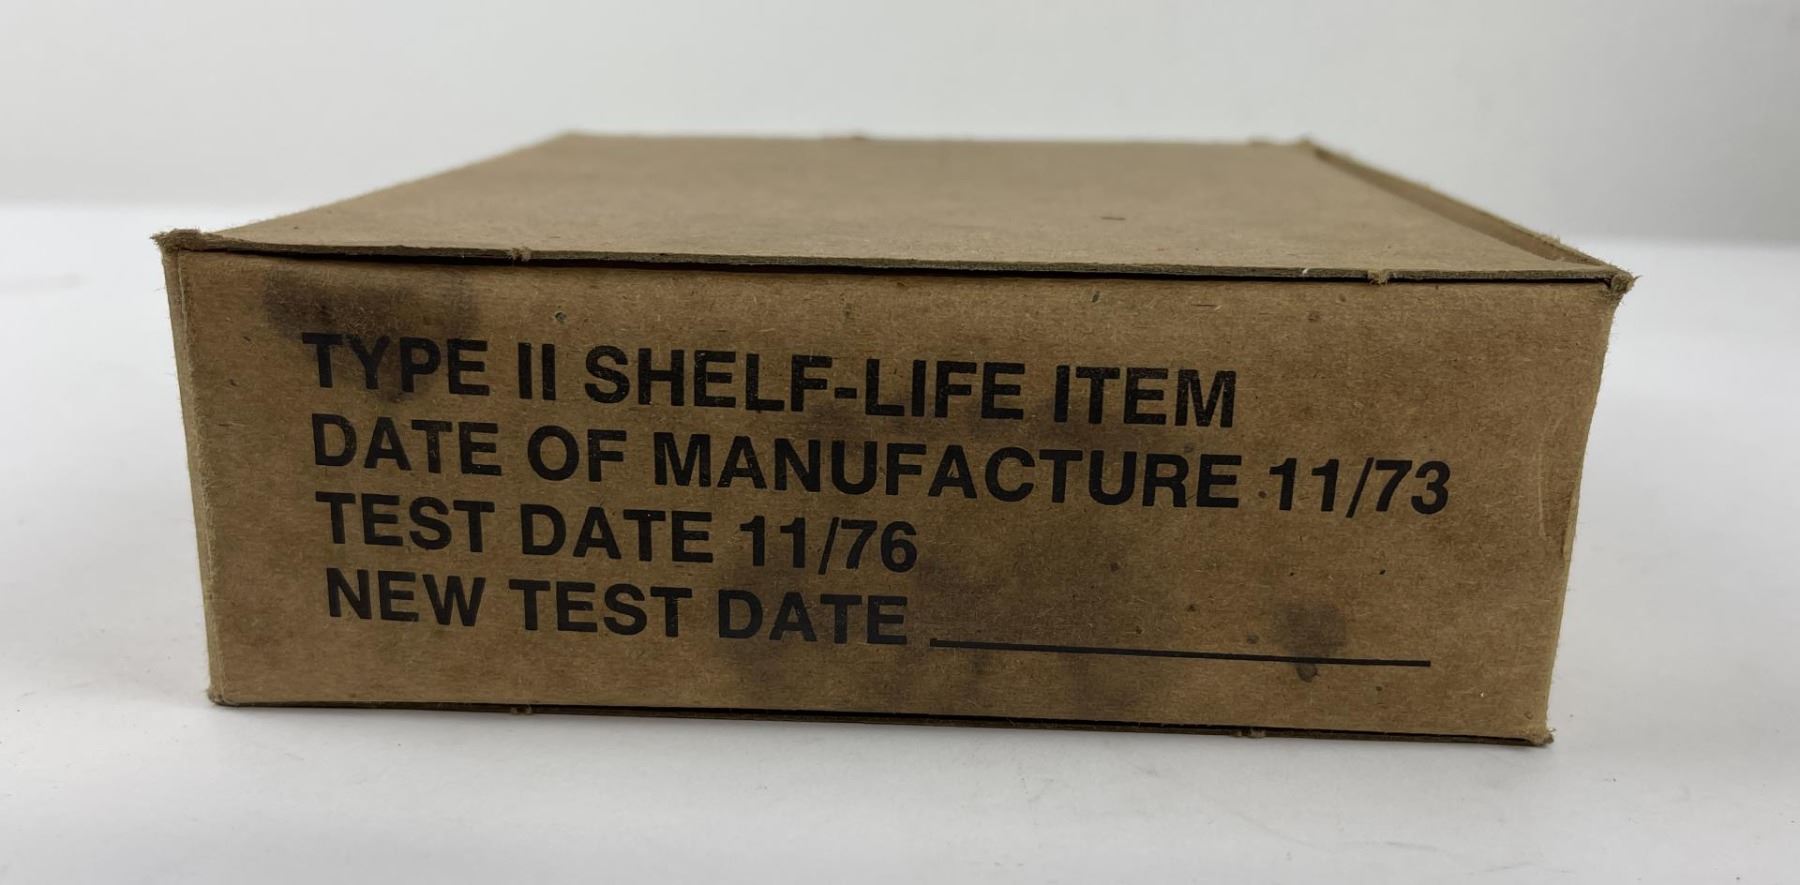 TYPE II SHELF-LIFE ITEM
DATE OF MANUFACTURE 11/73
TEST DATE 11/76
NEW TEST DATE